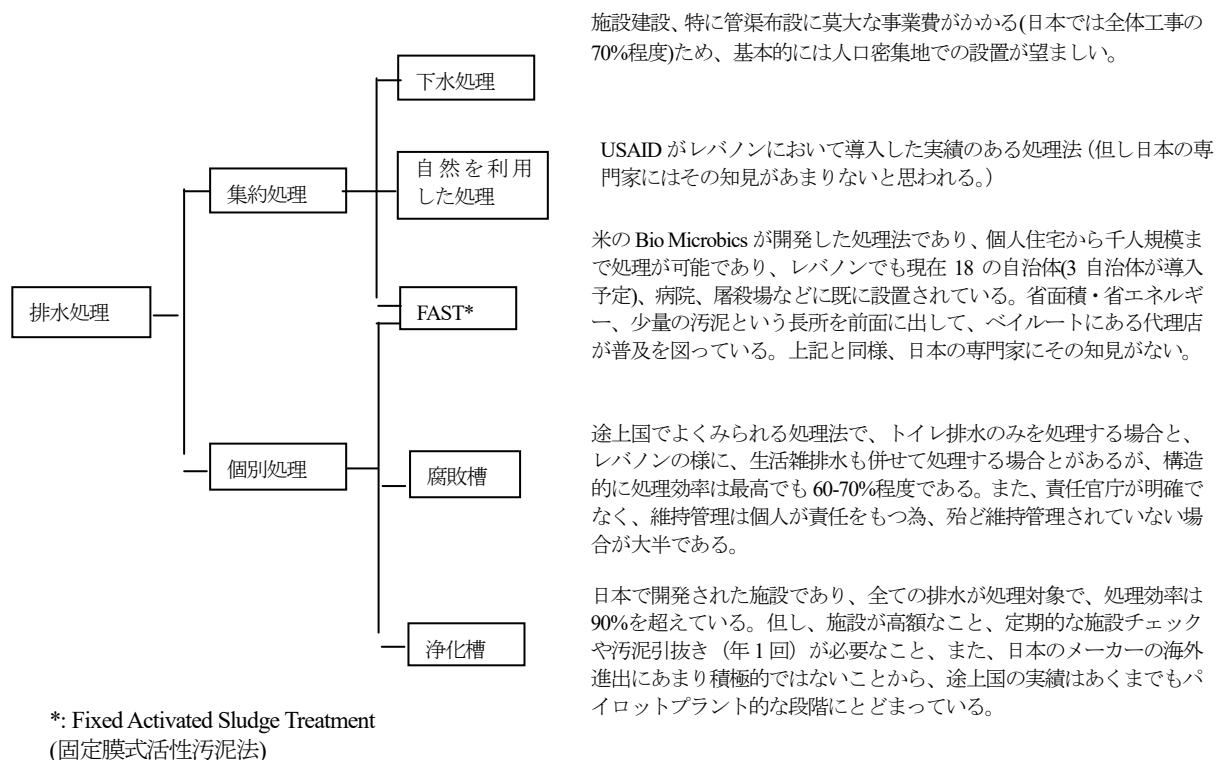 施設建設、特に管渠布設に莫大な事業費がかかる(日本では全体工事の
70%程度)ため、基本的には人口密集地での設置が望ましい。
下水処理
USAID がレバノンにおいて導入した実績のある処理法（但し日本の専
門家にはその知見があまりないと思われる。）
自然を利用
した処理
集約処理
米の Bio Microbics が開発した処理法であり、個人住宅から千人規模ま
で処理が可能であり、レバノンでも現在 18 の自治体(3 自治体が導入
予定)、病院、屠殺場などに既に設置されている。省面積・省エネルギ
ー、少量の汚泥という長所を前面に出して、ベイルートにある代理店
が普及を図っている。上記と同様、日本の専門家にその知見がない。
排水処理
FAST*
途上国でよくみられる処理法で、トイレ排水のみを処理する場合と、
レバノンの様に、生活雑排水も併せて処理する場合とがあるが、構造
的に処理効率は最高でも 60-70%程度である。また、責任官庁が明確で
なく、維持管理は個人が責任をもつ為、殆ど維持管理されていない場
合が大半である。
個別処理
腐敗槽
日本で開発された施設であり、全ての排水が処理対象で、処理効率は
90%を超えている。但し、施設が高額なこと、定期的な施設チェック
や汚泥引抜き（年 1 回）が必要なこと、また、日本のメーカーの海外
進出にあまり積極的ではないことから、途上国の実績はあくまでもパ
イロットプラント的な段階にとどまっている。
浄化槽
*: Fixed Activated Sludge Treatment
(固定膜式活性汚泥法)